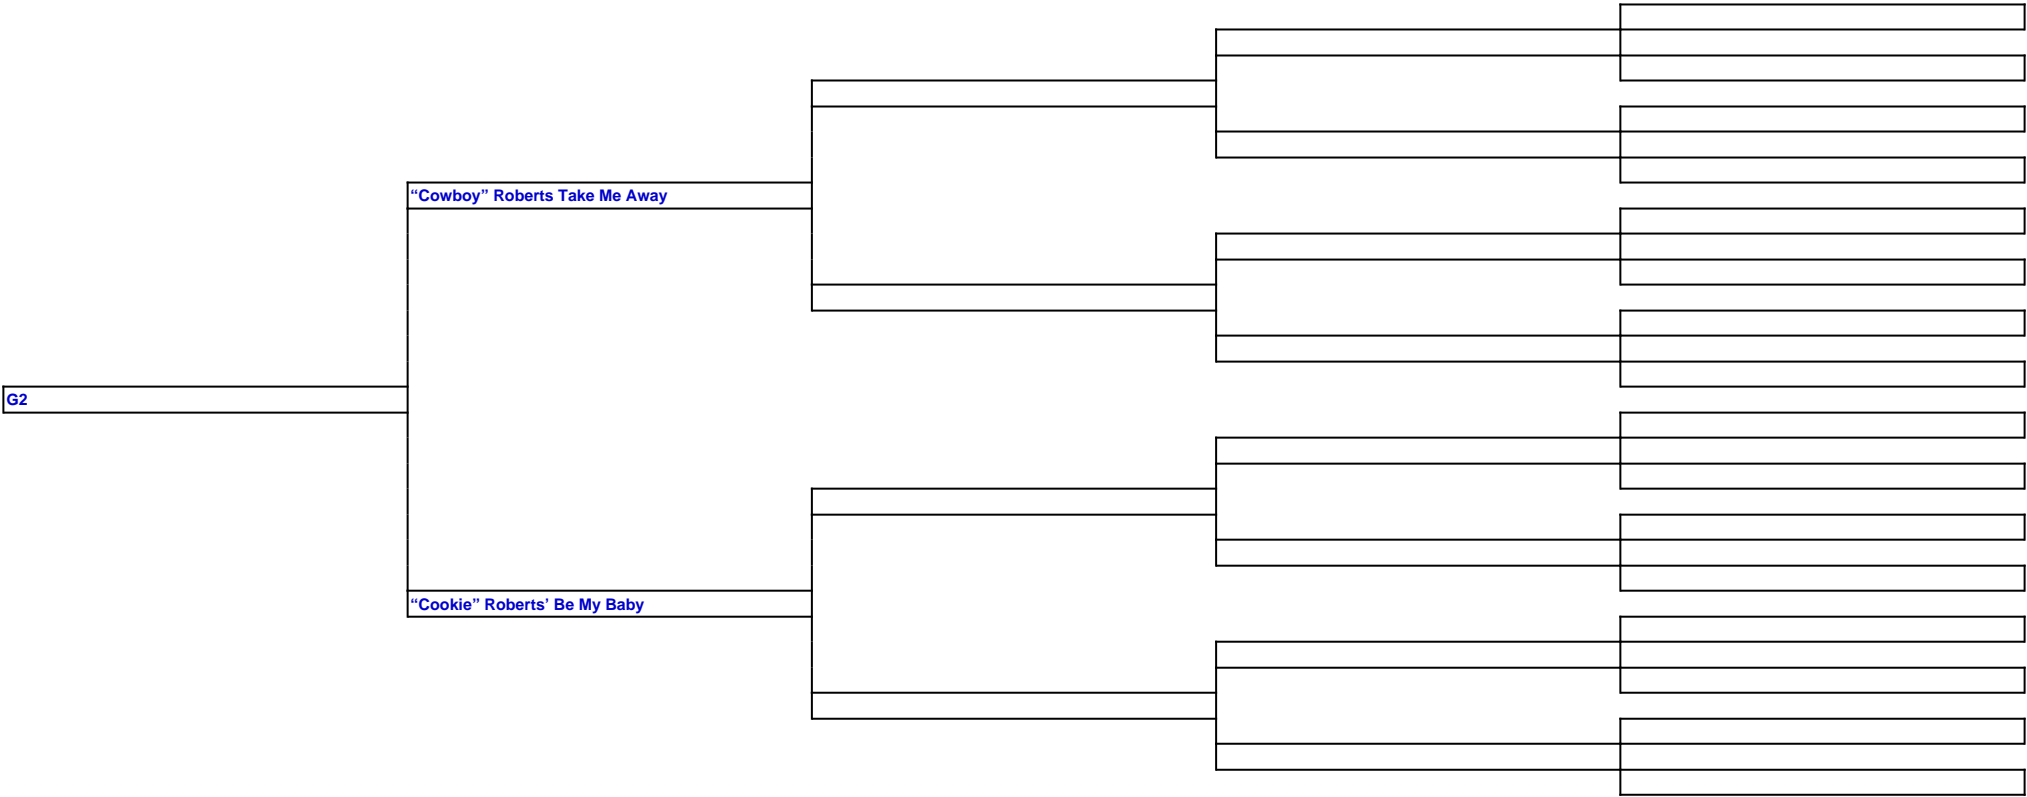 “Cowboy” Roberts Take Me Away
G2
“Cookie” Roberts’ Be My Baby